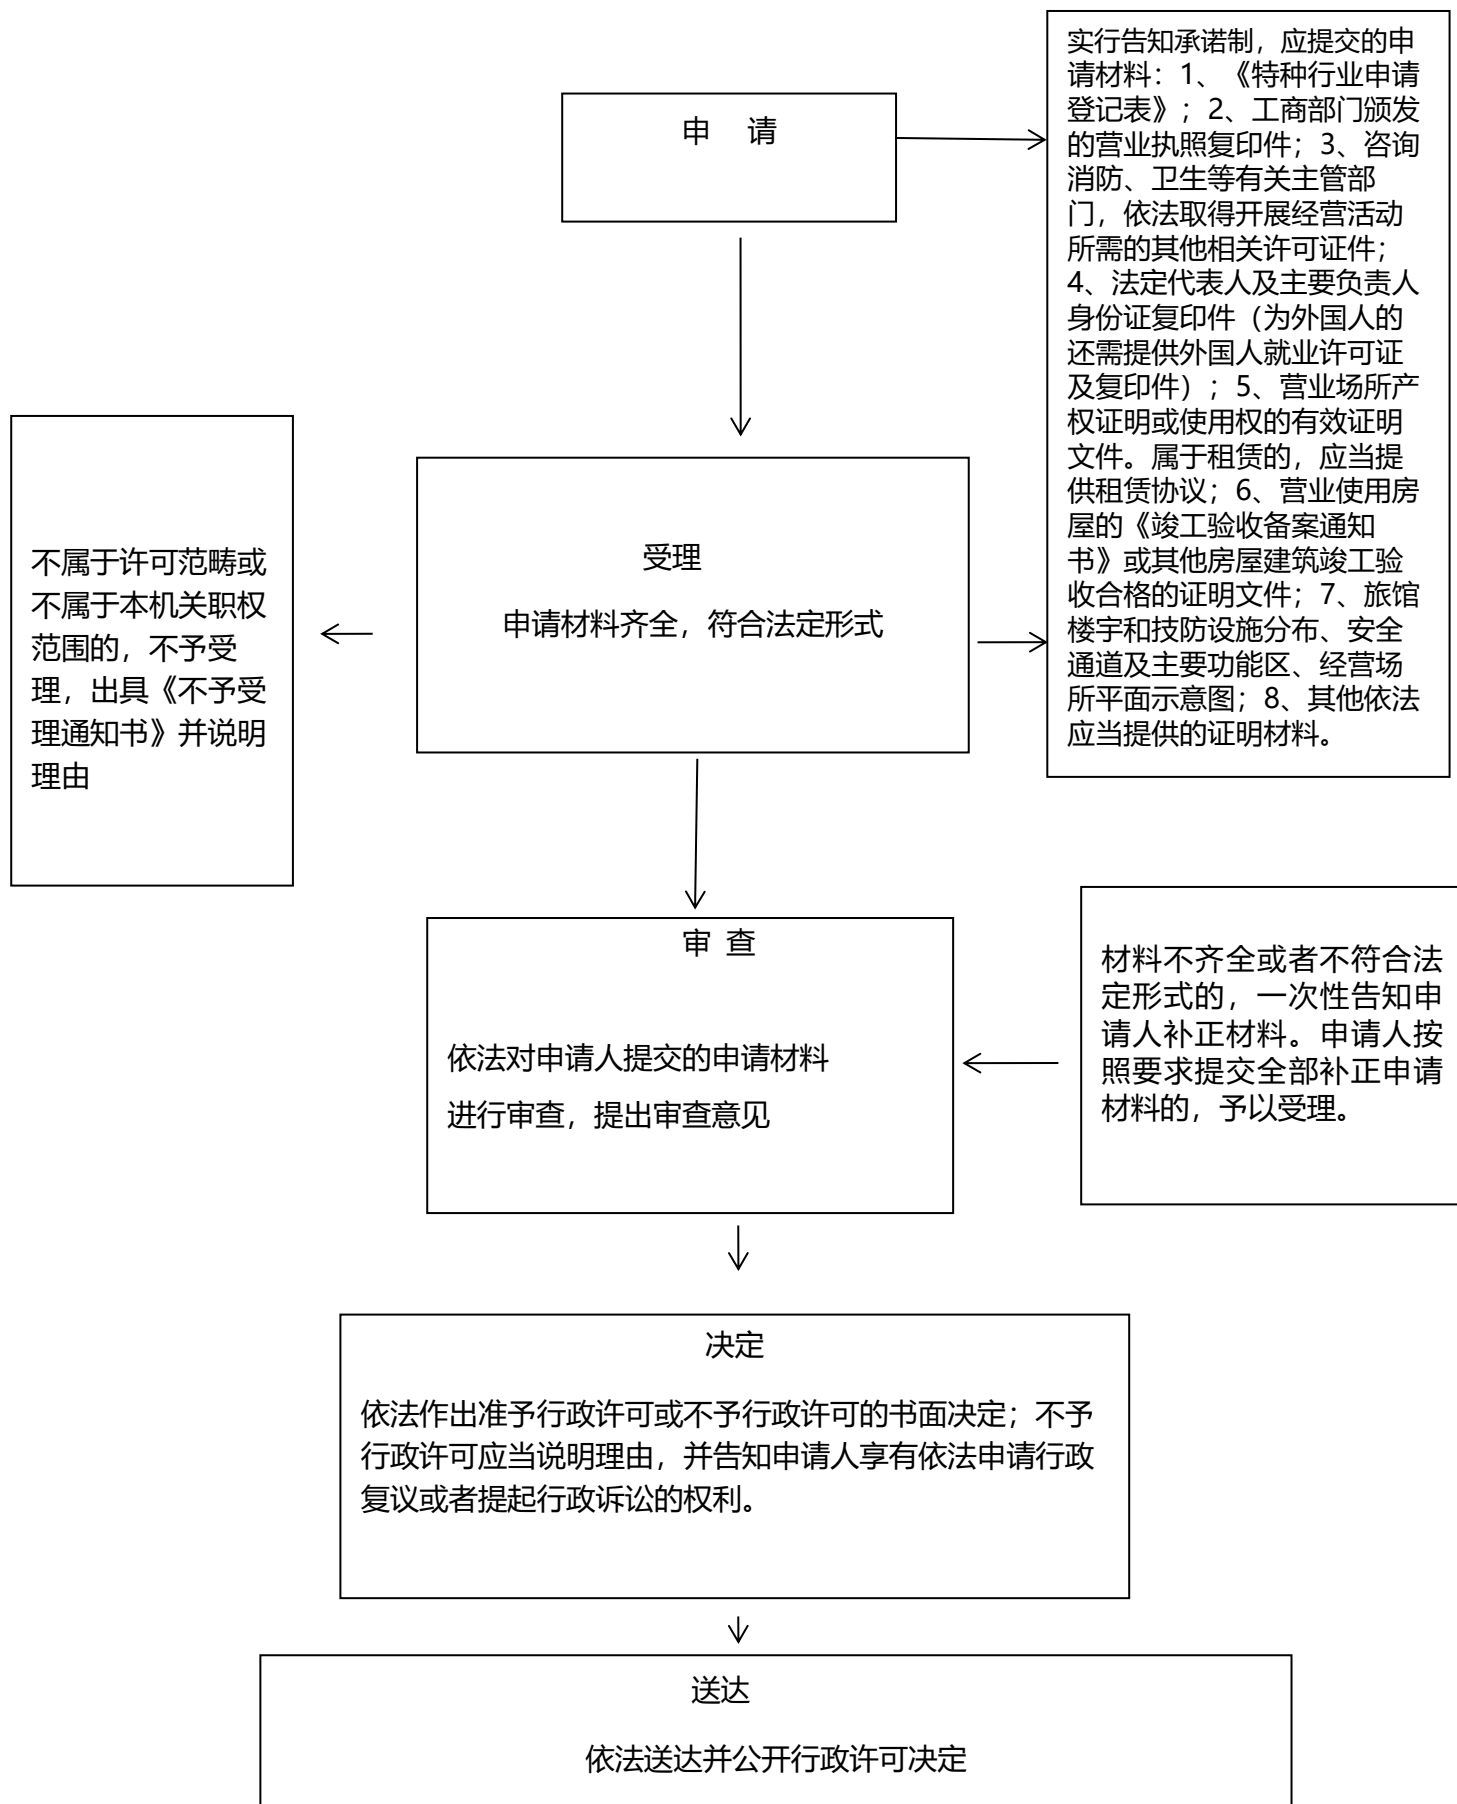 申 请
实行告知承诺制，应提交的申
请材料：1、《特种行业申请
登记表》；2、工商部门颁发
的营业执照复印件；3、咨询
消防、卫生等有关主管部
门，依法取得开展经营活动
所需的其他相关许可证件；
4、法定代表人及主要负责人
身份证复印件（为外国人的
还需提供外国人就业许可证
及复印件）；5、营业场所产
权证明或使用权的有效证明
文件。属于租赁的，应当提
供租赁协议；6、营业使用房
屋的《竣工验收备案通知
书》或其他房屋建筑竣工验
收合格的证明文件；7、旅馆
楼宇和技防设施分布、安全
通道及主要功能区、经营场
所平面示意图；8、其他依法
应当提供的证明材料。
受理
申请材料齐全，符合法定形式
不属于许可范畴或
不属于本机关职权
范围的，不予受
理，出具《不予受
理通知书》并说明
理由
审 查
依法对申请人提交的申请材料
进行审查，提出审查意见
材料不齐全或者不符合法
定形式的，一次性告知申
请人补正材料。申请人按
照要求提交全部补正申请
材料的，予以受理。
决定
依法作出准予行政许可或不予行政许可的书面决定；不予
行政许可应当说明理由，并告知申请人享有依法申请行政
复议或者提起行政诉讼的权利。
送达
依法送达并公开行政许可决定